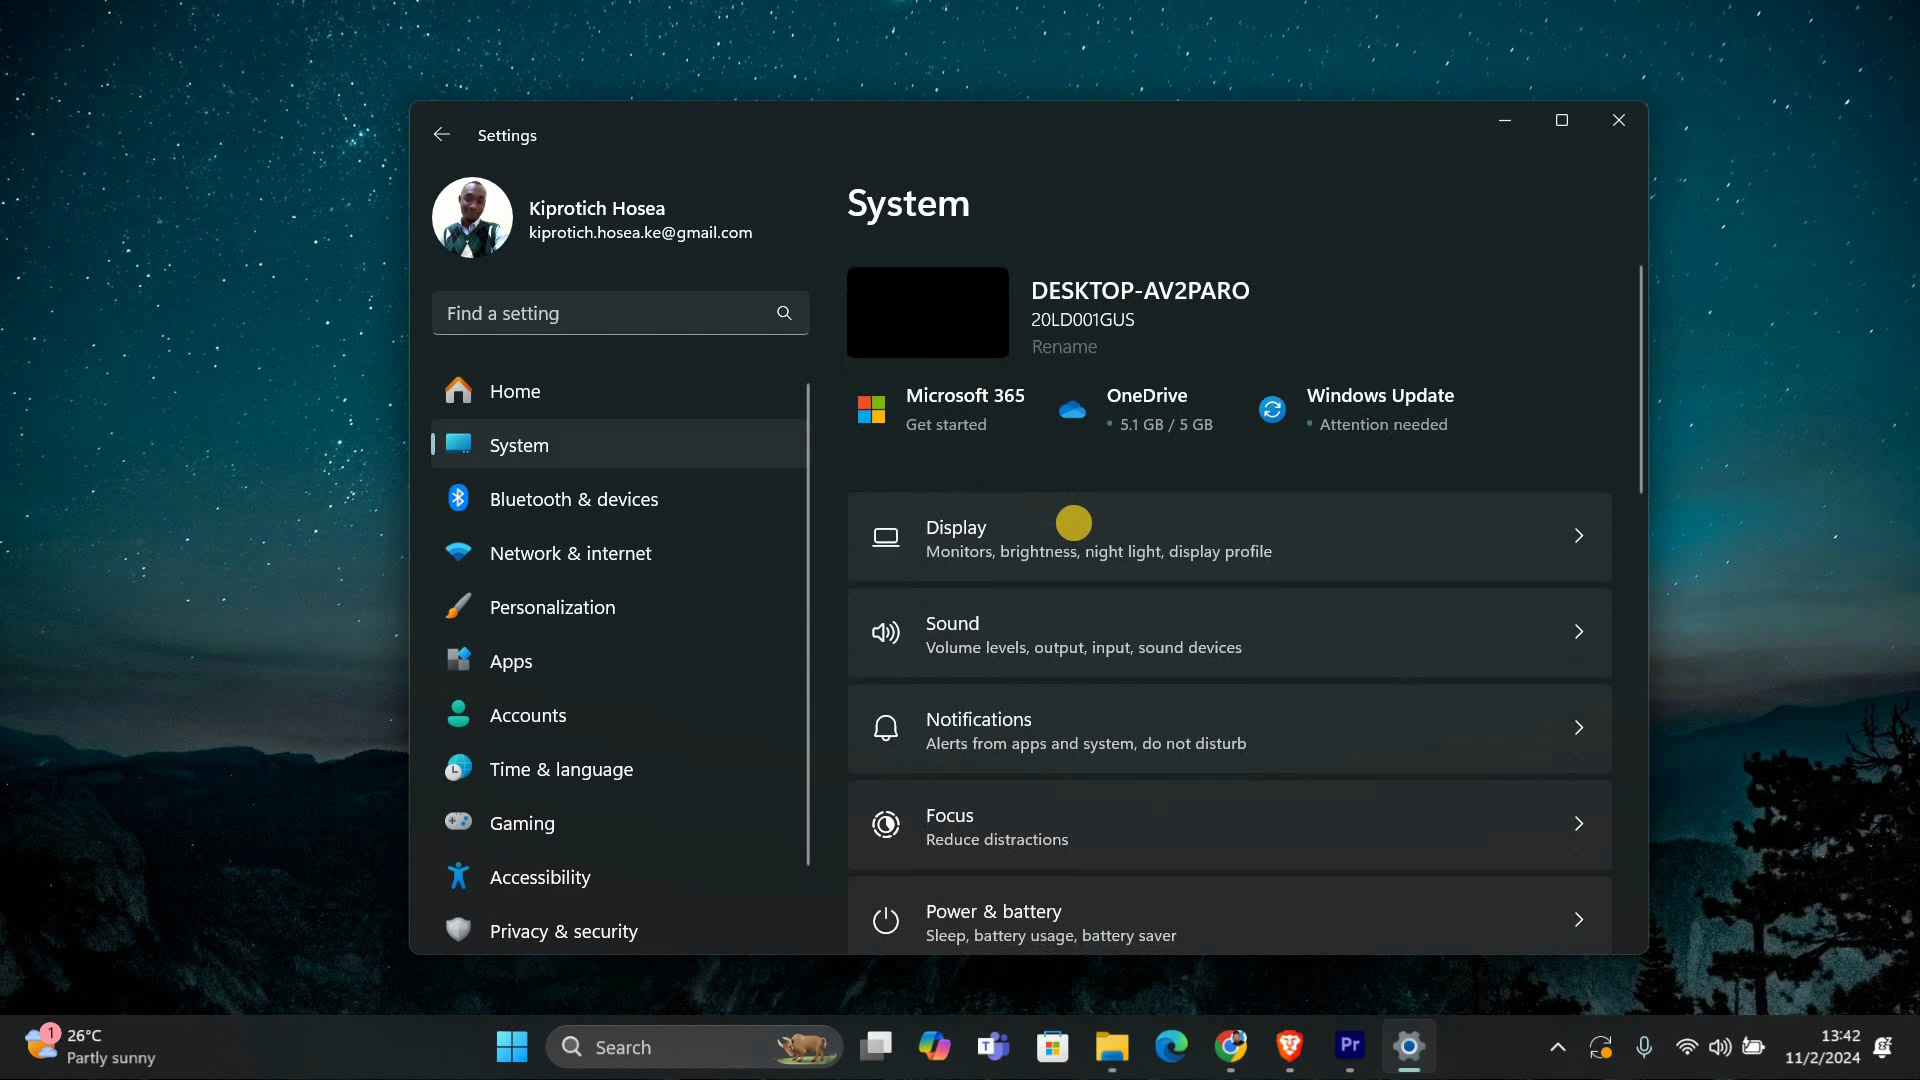 Settings
Kiprotich Hosea
kiprotich.hosea.ke@gmail.com
Find a setting
Home
System
Bluetooth & devices
Network & internet
Personalization
Apps
Accounts
Time & language
Gaming
Accessibility
Privacy & security
System
DESKTOP-AV2PARO
20LD001GUS
Rename
Microsoft 365
Get started
OneDrive
• 5.1 GB / 5 GB
Windows Update
• Attention needed
Display
Monitors, brightness, night light, display profile
Sound
Volume levels, output, input, sound devices
Notifications
Alerts from apps and system, do not disturb
Focus
Reduce distractions
Power & battery
Sleep, battery usage, battery saver
1
26°C
Partly sunny
Search
T
Pr
13:42
11/2/2024